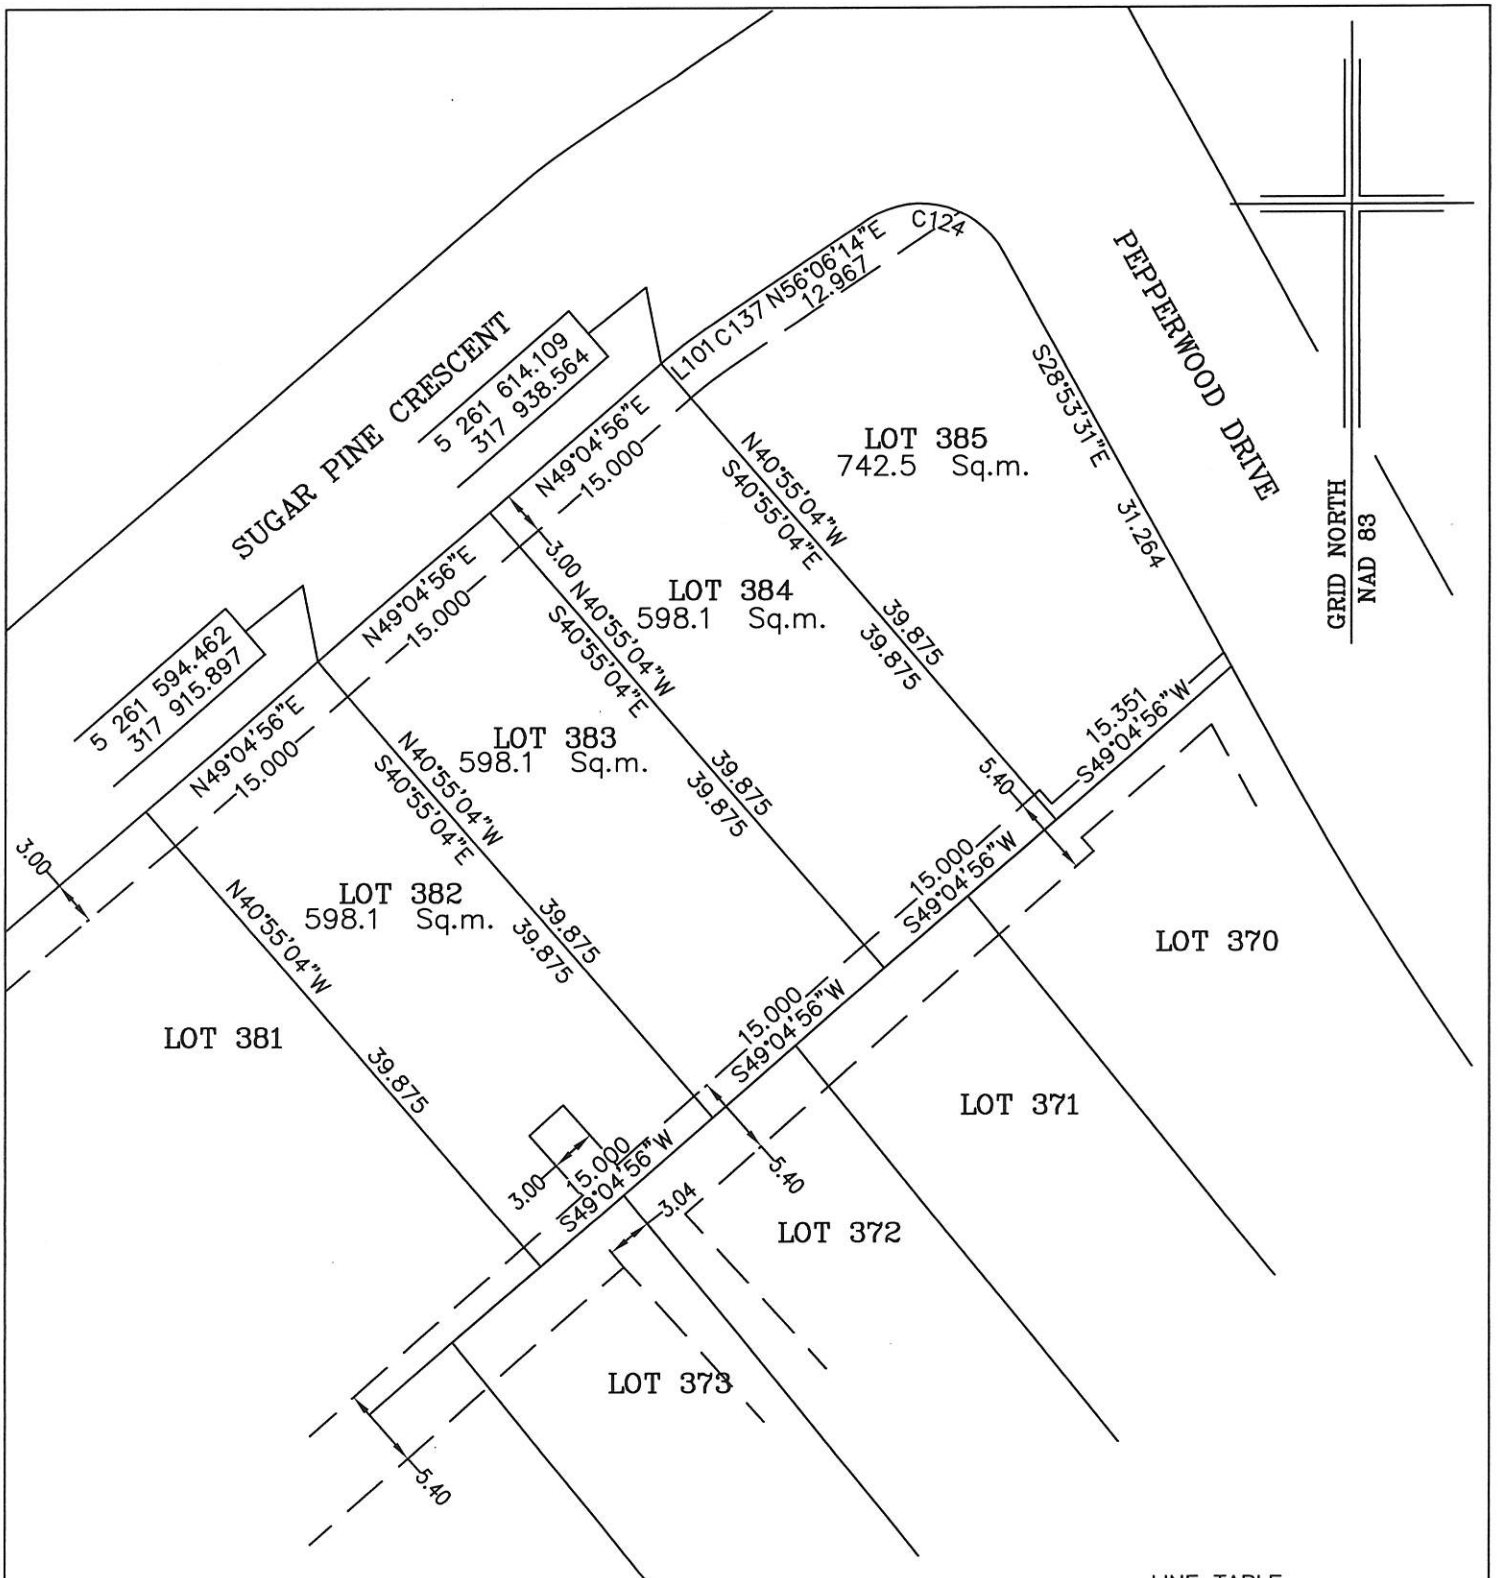 C124
N56°06'14"E
12.967
C137
L101
PEPPERWOOD DRIVE
SUGAR PINE CRESCENT
5 261 614.109
317 938.564
N49°04'56"E
15.000
S28°53'31"E
31.264
LOT 385
742.5 Sq.m.
N40°55'04"W
S40°55'04"E
39.875
39.875
GRID NORTH
NAD 83
3.00
N49°04'56"E
15.000
LOT 384
598.1 Sq.m.
N40°55'04"W
S40°55'04"E
39.875
39.875
5 261 594.462
317 915.897
N49°04'56"E
15.000
LOT 383
598.1 Sq.m.
N40°55'04"W
S40°55'04"E
39.875
39.875
15.351
S49°04'56"W
5.40
3.00
LOT 382
598.1 Sq.m.
N40°55'04"W
39.875
15.000
S49°04'56"W
LOT 370
LOT 381
15.000
S49°04'56"W
LOT 371
3.00
15.000
S49°04'56"W
5.40
3.04
LOT 372
LOT 373
5.40
LINE TABLE